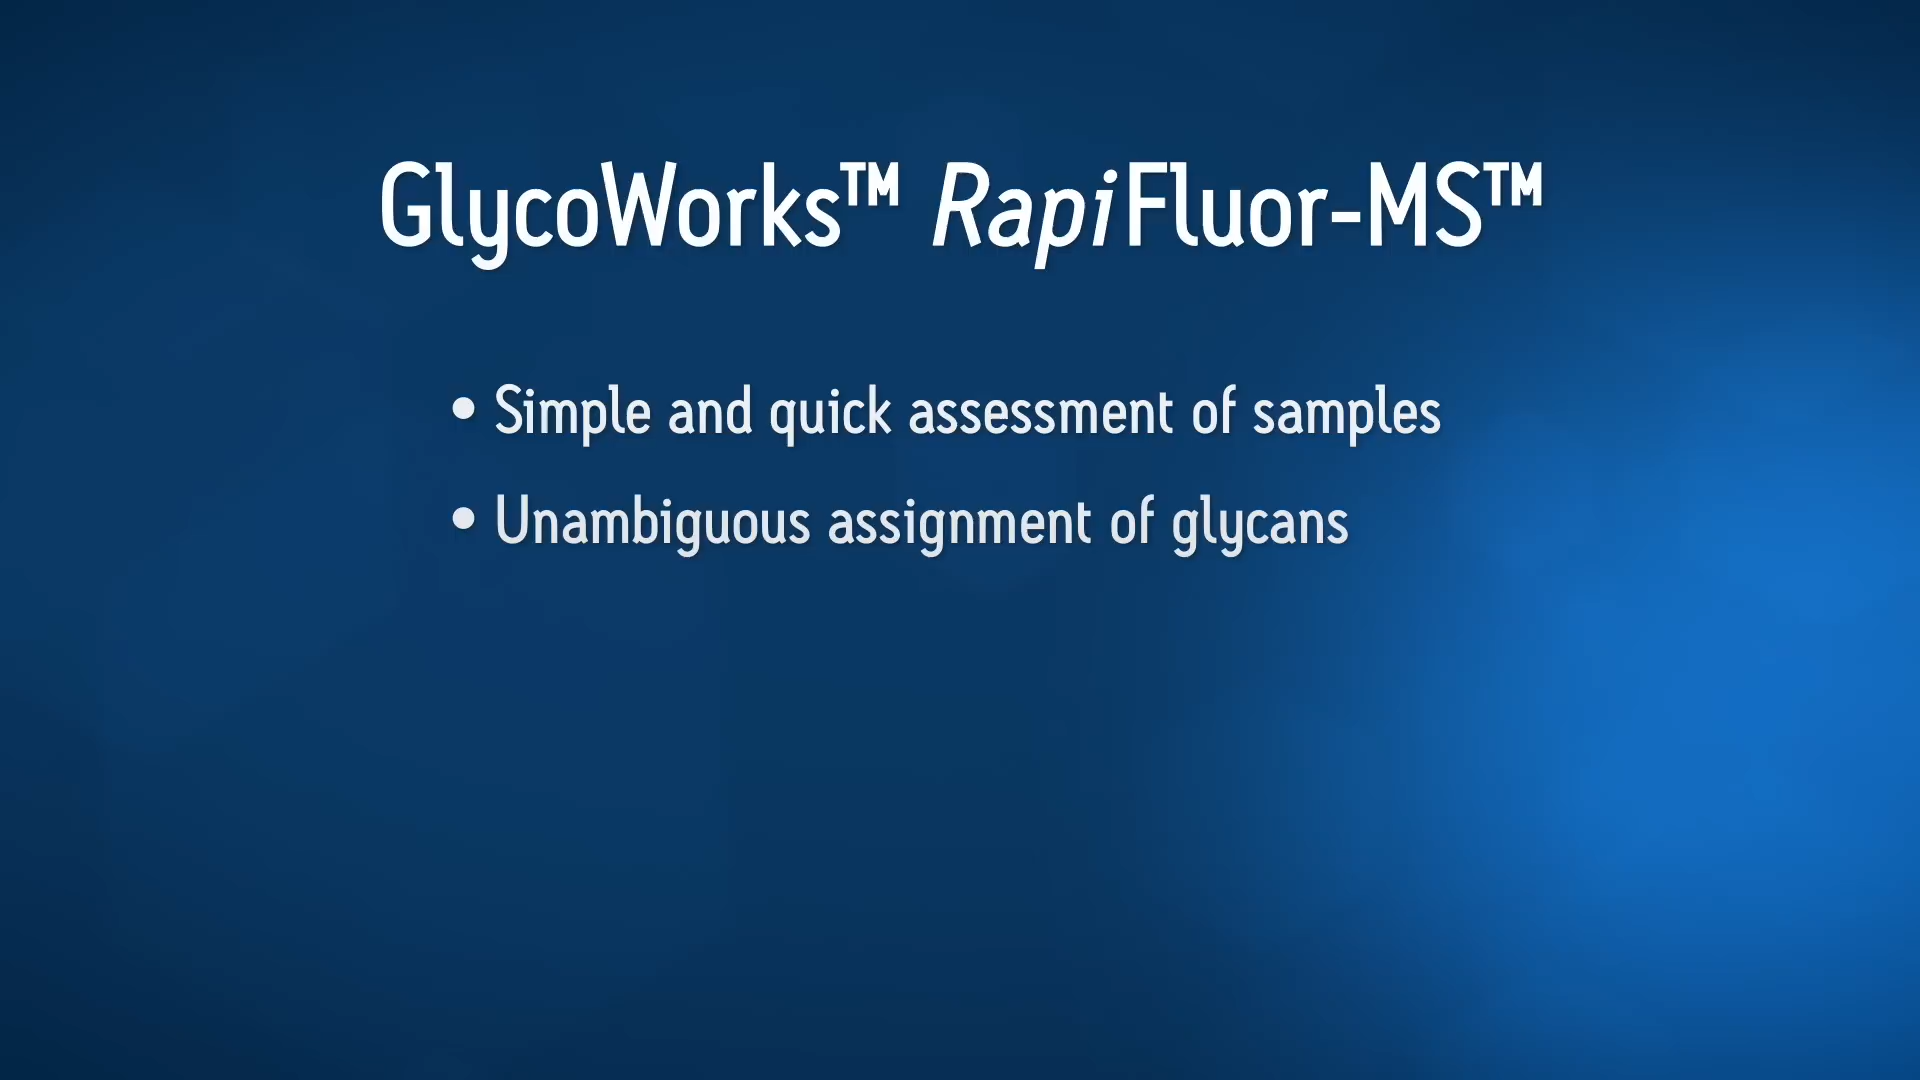 GlycoWorks™ RapiFluor-MS™
• Simple and quick assessment of samples
• Unambiguous assignment of glycans